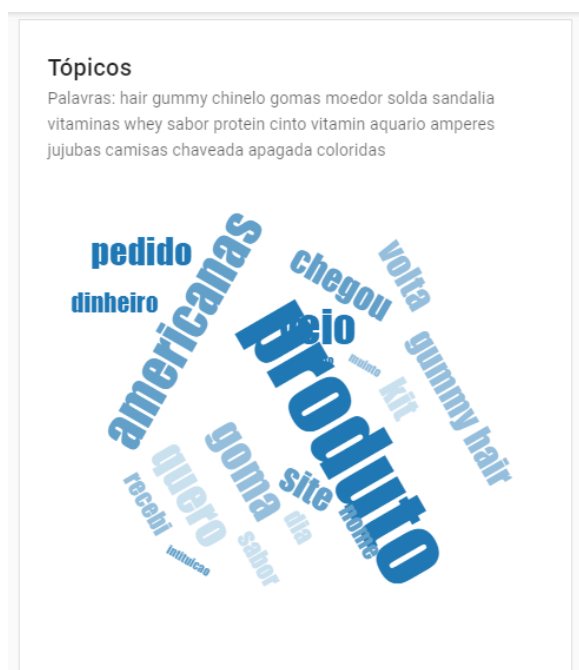 Tópicos
Palavras: hair gummy chinelo gomas moedor solda sandalia
vitaminas whey sabor protein cinto vitamin aquario amperes
jujubas camisas chaveada apagada coloridas
americanas
pedido
chegou
volta
dinheiro
veio
produto
muinto
gummy hair
kit
goma
quero
site
recebi
dia
nome
sabor
intituicao